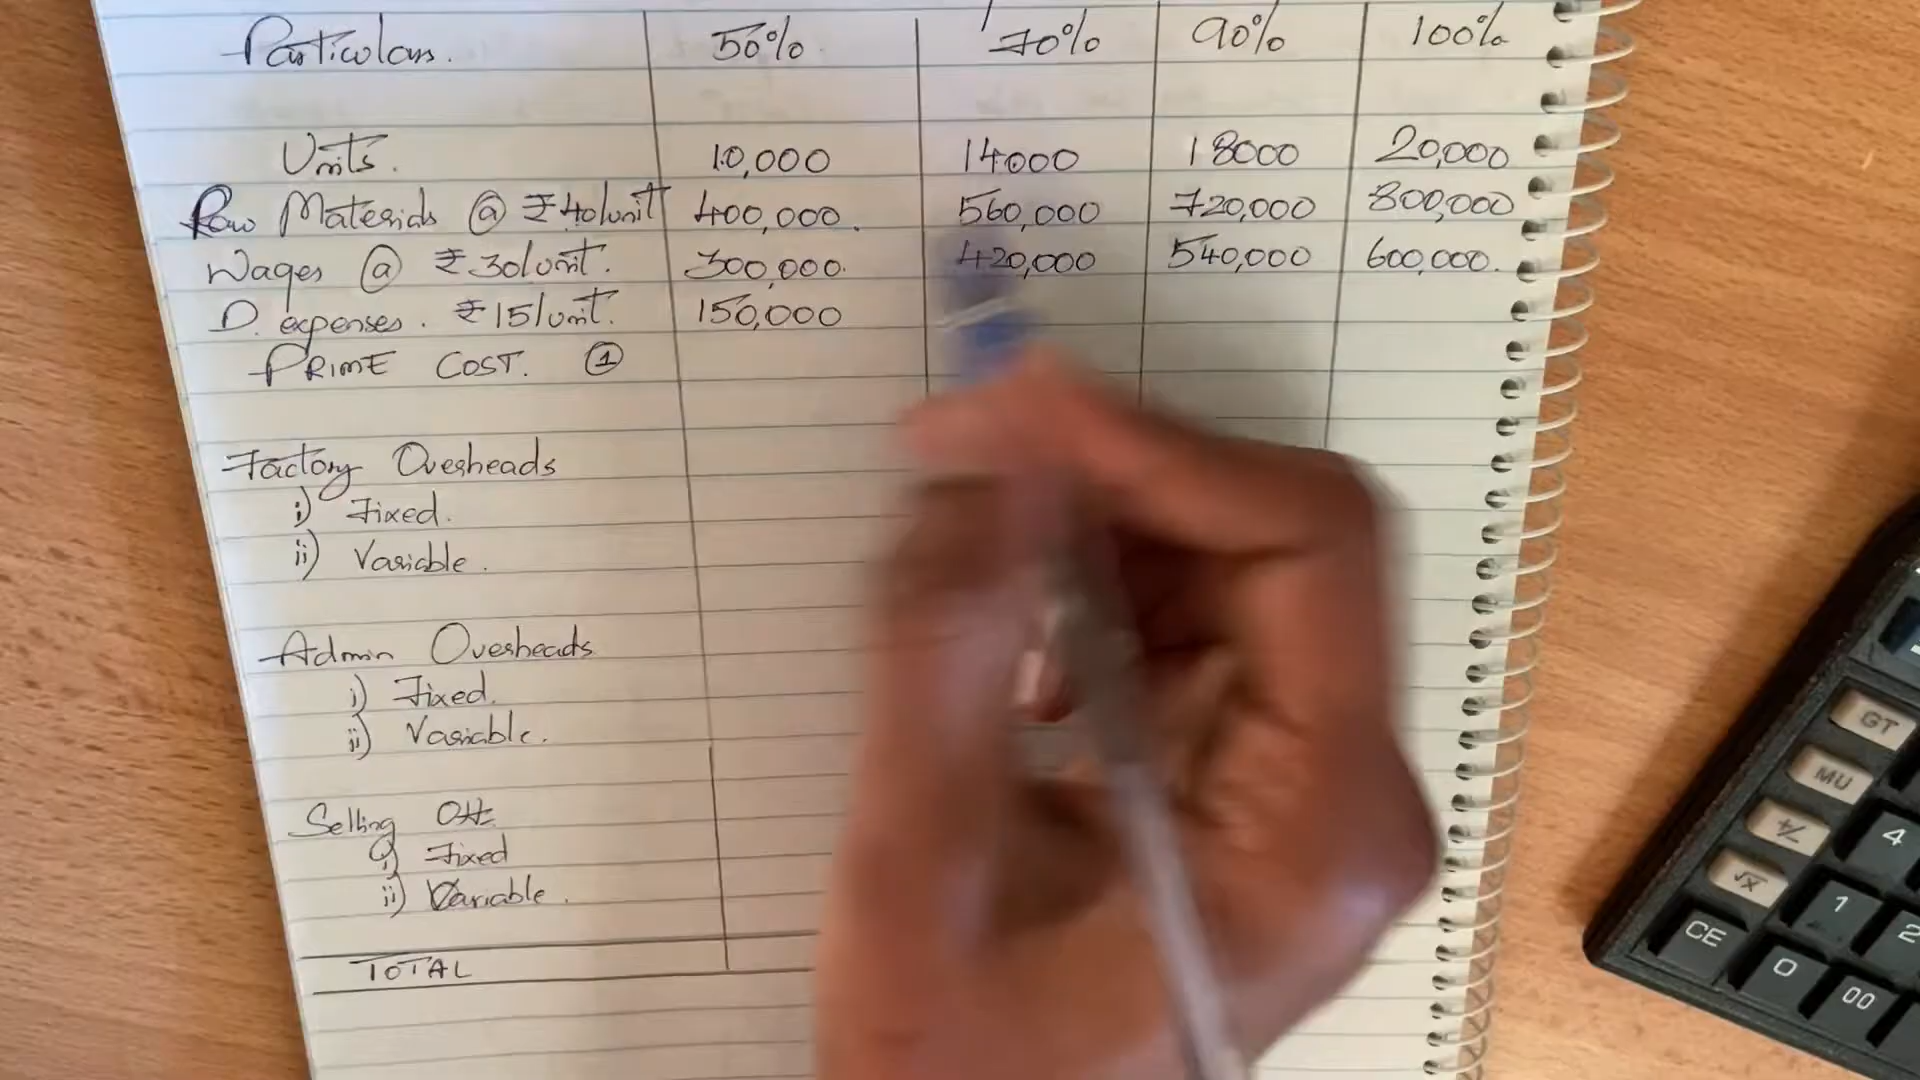 Particulars. 50% 70% 90% 100%
Units. 10,000 14000 18000 20,000
Raw Materials @ ₹40/unit 400,000. 560,000 720,000 800,000
Wages @ ₹30/unit. 300,000. 420,000 540,000 600,000.
D. expenses. ₹15/unit. 150,000
PRIME COST. ①
Factory Overheads
i) Fixed.
ii) Variable.
Admin Overheads
i) Fixed.
ii) Variable.
Selling OH
i) Fixed
ii) Variable.
TOTAL
GT
MU
+/-
√x 4
CE 1 2
0 00